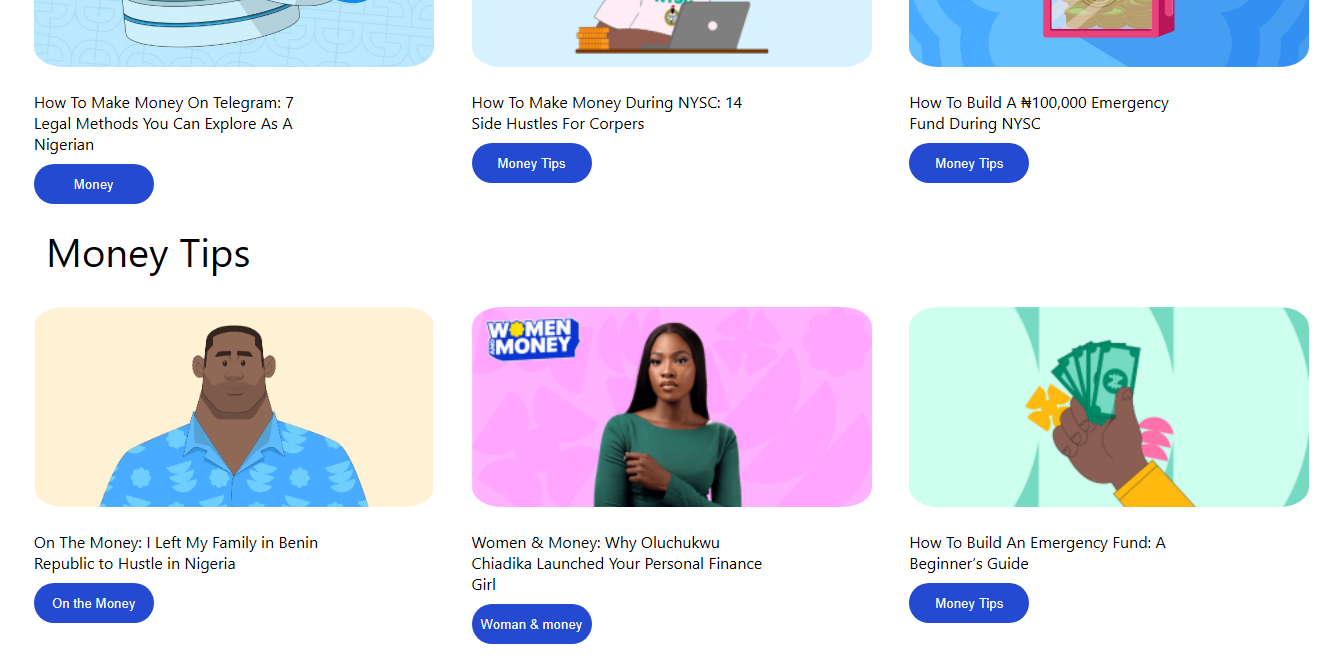 How To Make Money On Telegram: 7
Legal Methods You Can Explore As A
Nigerian
Money
How To Make Money During NYSC: 14
Side Hustles For Corpers
Money Tips
How To Build A ₦100,000 Emergency
Fund During NYSC
Money Tips
Money Tips
On The Money: I Left My Family in Benin
Republic to Hustle in Nigeria
On the Money
WOMEN
AND MONEY
Women & Money: Why Oluchukwu
Chiadika Launched Your Personal Finance
Girl
Woman & money
How To Build An Emergency Fund: A
Beginner’s Guide
Money Tips